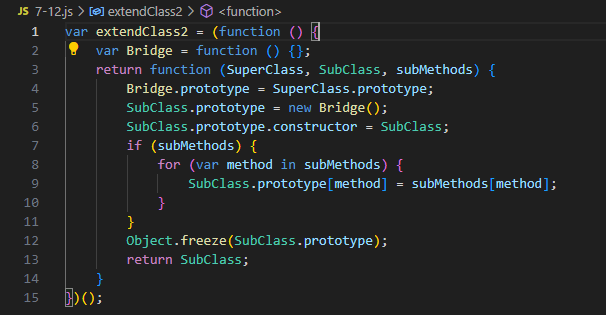 JS 7-12.js > extendClass2 > <function>
1 var extendClass2 = (function () {
2     var Bridge = function () {};
3     return function (SuperClass, SubClass, subMethods) {
4         Bridge.prototype = SuperClass.prototype;
5         SubClass.prototype = new Bridge();
6         SubClass.prototype.constructor = SubClass;
7         if (subMethods) {
8             for (var method in subMethods) {
9                 SubClass.prototype[method] = subMethods[method];
10             }
11         }
12         Object.freeze(SubClass.prototype);
13         return SubClass;
14     }
15 })();